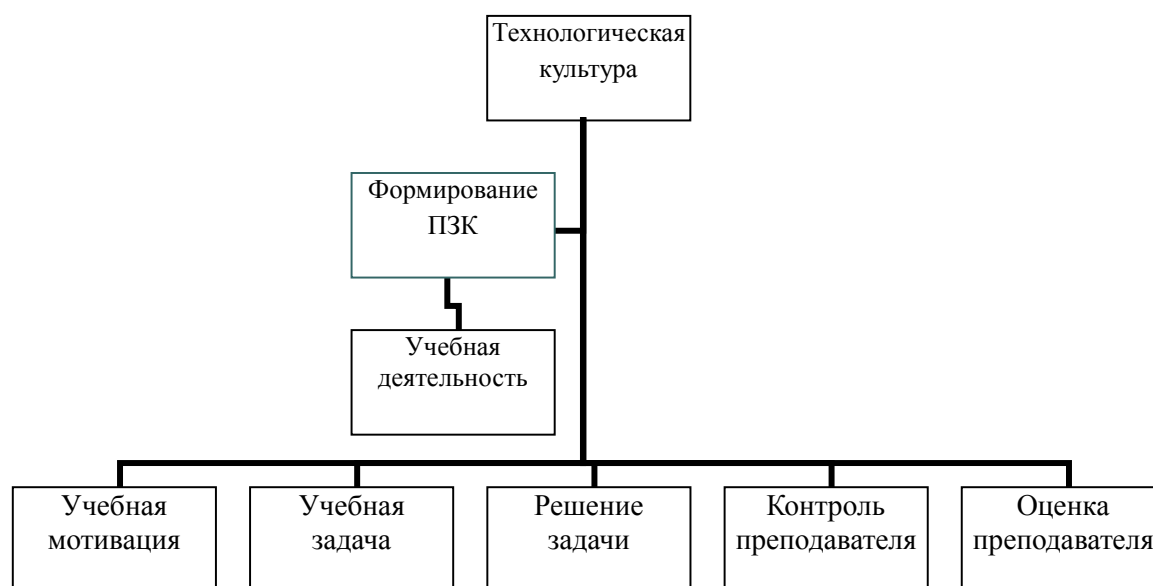 Технологическая
культура
Формирование
ПЗК
Учебная
деятельность
Учебная
мотивация
Учебная
задача
Решение
задачи
Контроль
преподавателя
Оценка
преподавателя